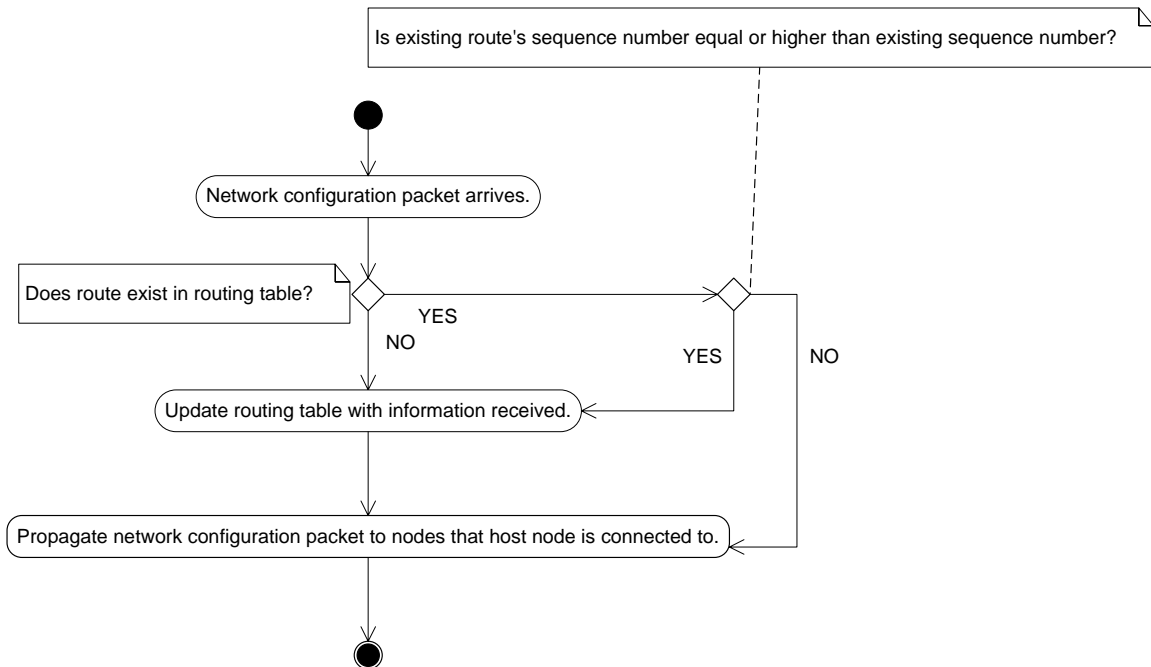 Is existing route's sequence number equal or higher than existing sequence number?
Network configuration packet arrives.
Does route exist in routing table?
YES
NO
YES
NO
Update routing table with information received.
Propagate network configuration packet to nodes that host node is connected to.